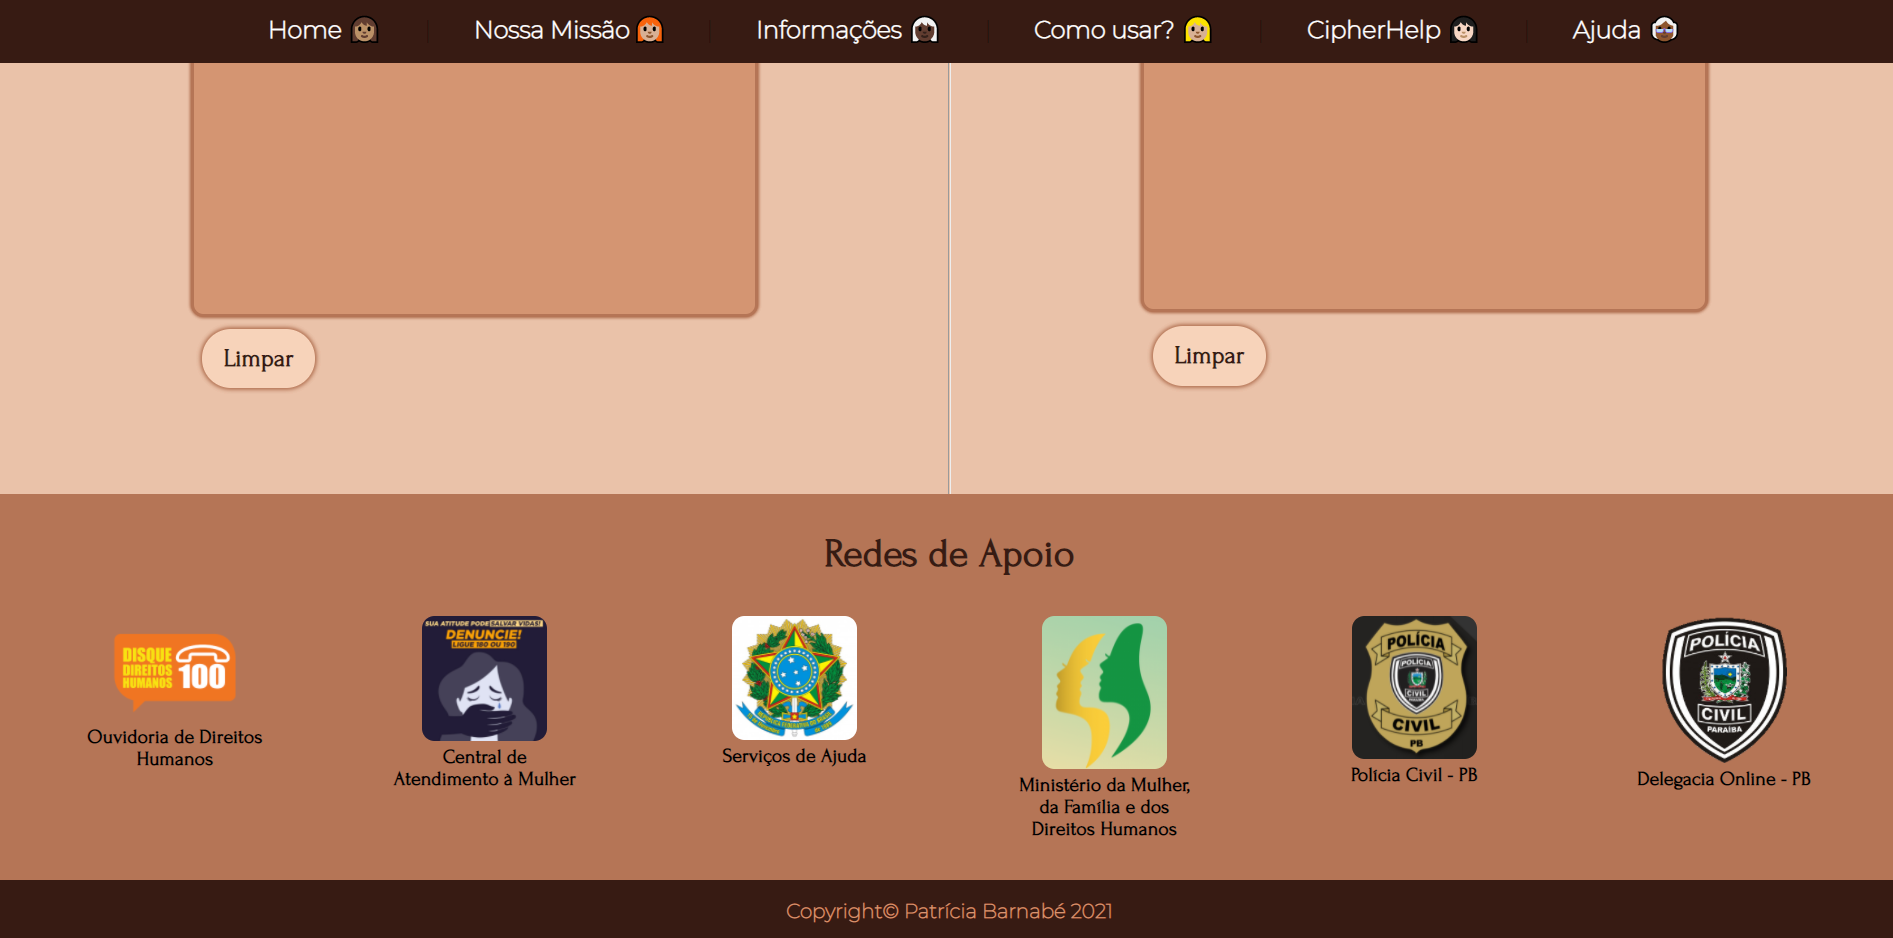 Home
Nossa Missão
Informações
Como usar?
CipherHelp
Ajuda
Limpar
Limpar
Redes de Apoio
DISQUE
DIREITOS
HUMANOS
100
Ouvidoria de Direitos
Humanos
SUA ATITUDE PODE SALVAR VIDAS!
DENUNCIE!
LIGUE 180 OU 190
Central de
Atendimento à Mulher
Serviços de Ajuda
Ministério da Mulher,
da Família e dos
Direitos Humanos
POLÍCIA
POLÍCIA
CIVIL
CIVIL
PB
Polícia Civil - PB
POLÍCIA
CIVIL
PARAÍBA
Delegacia Online - PB
Copyright© Patrícia Barnabé 2021